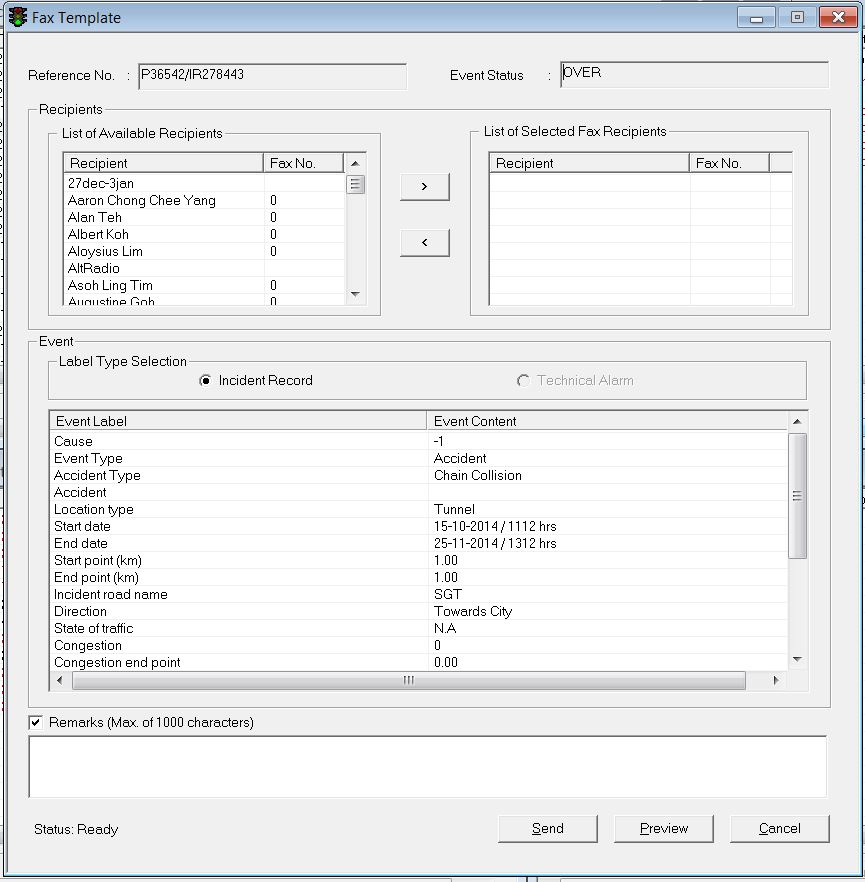 Fax Template
Reference No. : P36542/IR278443 Event Status : OVER
Recipients
List of Available Recipients
Recipient Fax No.
27dec-3jan
Aaron Chong Chee Yang 0
Alan Teh 0
Albert Koh 0
Aloysius Lim 0
AltRadio
Asoh Ling Tim 0
Augustine Goh 0
>
<
List of Selected Fax Recipients
Recipient Fax No.
Event
Label Type Selection
Incident Record Technical Alarm
Event Label Event Content
Cause -1
Event Type Accident
Accident Type Chain Collision
Accident
Location type Tunnel
Start date 15-10-2014 / 1112 hrs
End date 25-11-2014 / 1312 hrs
Start point (km) 1.00
End point (km) 1.00
Incident road name SGT
Direction Towards City
State of traffic N.A
Congestion 0
Congestion end point 0.00
Remarks (Max. of 1000 characters)
Status: Ready Send Preview Cancel